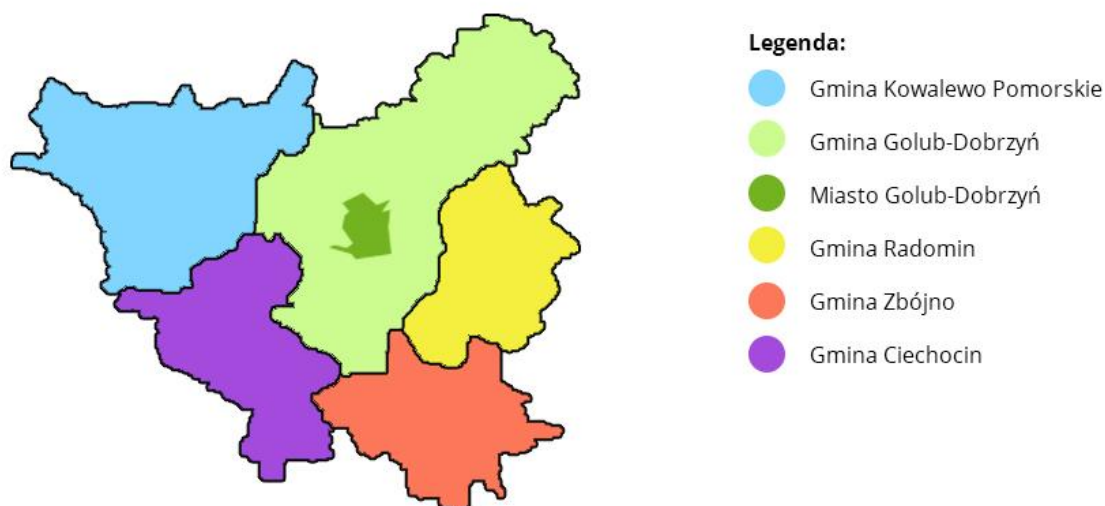 Legenda:
Gmina Kowalewo Pomorskie
Gmina Golub-Dobrzyń
Miasto Golub-Dobrzyń
Gmina Radomin
Gmina Zbójno
Gmina Ciechocin